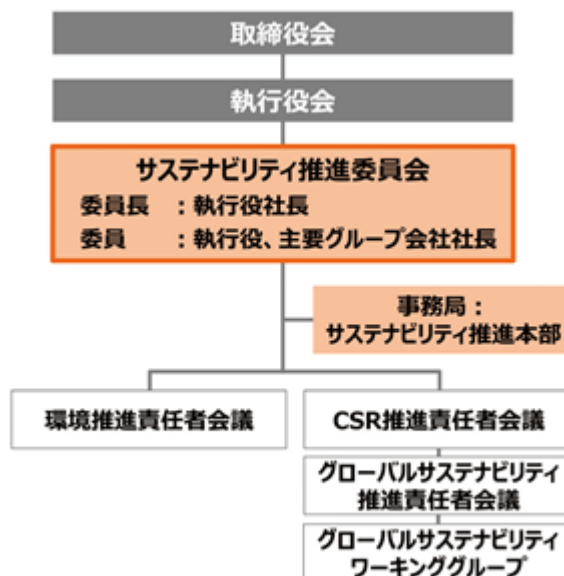 取締役会
執行役会
サステナビリティ推進委員会
委員長 ：執行役社長
委員 ：執行役、主要グループ会社社長
事務局：
サステナビリティ推進本部
環境推進責任者会議
CSR推進責任者会議
グローバルサステナビリティ
推進責任者会議
グローバルサステナビリティ
ワーキンググループ